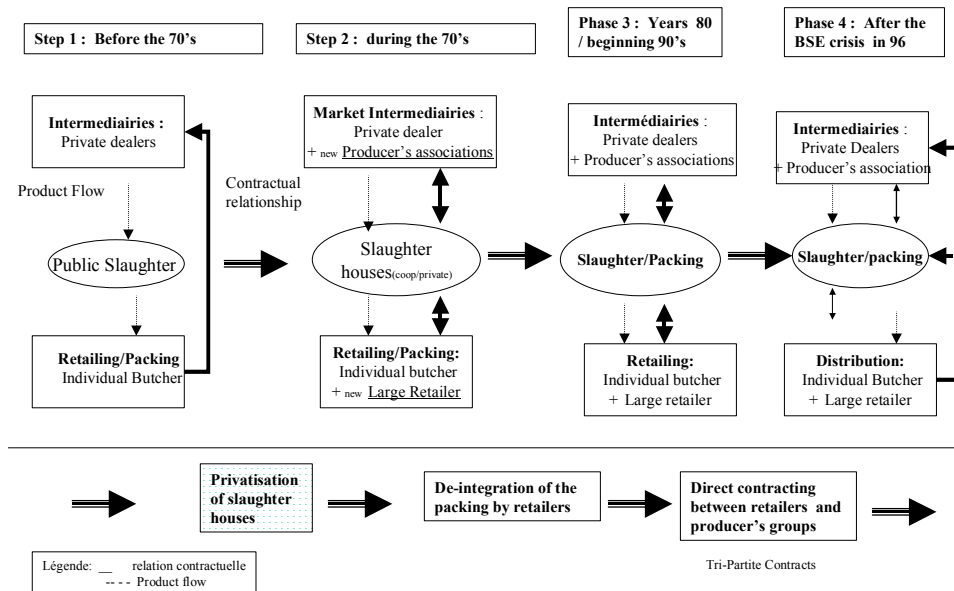 Step 1 : Before the 70's
Step 2 : during the 70's
Phase 3 : Years 80
/ beginning 90's
Phase 4 : After the
BSE crisis in 96
Intermediairies :
Private dealers
Product Flow
Public Slaughter
Retailing/Packing
Individual Butcher
Contractual
relationship
Market Intermediairies :
Private dealer
+ new Producer's associations
Slaughter
houses(coop/private)
Retailing/Packing:
Individual butcher
+ new Large Retailer
Intermédiairies :
Private dealers
+ Producer's associations
Slaughter/Packing
Retailing:
Individual butcher
+ Large retailer
Intermediairies :
Private Dealers
+ Producer's association
Slaughter/packing
Distribution:
Individual Butcher
+ Large retailer
Privatisation
of slaughter
houses
De-integration of the
packing by retailers
Direct contracting
between retailers and
producer's groups
Tri-Partite Contracts
Légende: __ relation contractuelle
-- - - Product flow